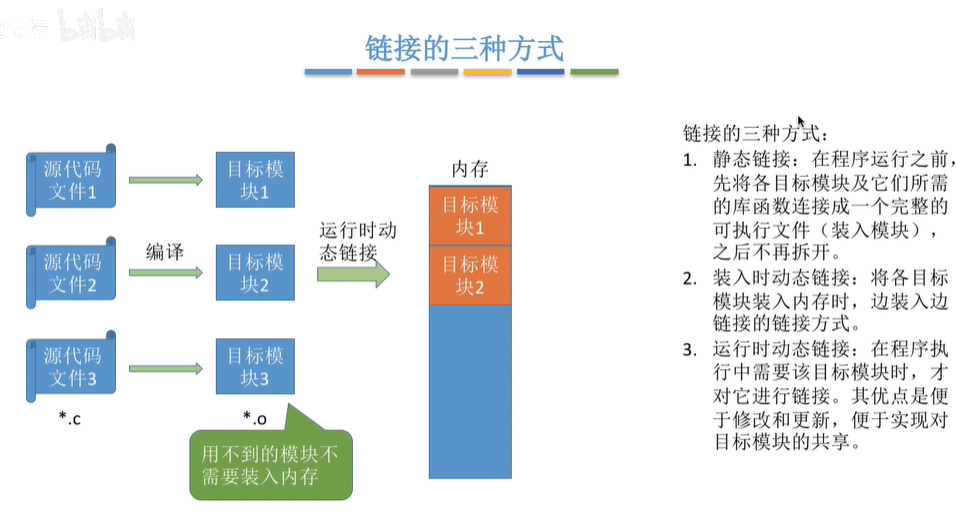 bilibili
链接的三种方式
源代码
文件1
目标模
块1
源代码
文件2
编译
目标模
块2
源代码
文件3
目标模
块3
*.c
*.o
用不到的模块不
需要装入内存
运行时动
态链接
内存
目标模
块1
目标模
块2
链接的三种方式：
1. 静态链接：在程序运行之前，
先将各目标模块及它们所需
的库函数连接成一个完整的
可执行文件（装入模块），
之后不再拆开。
2. 装入时动态链接：将各目标
模块装入内存时，边装入边
链接的链接方式。
3. 运行时动态链接：在程序执
行中需要该目标模块时，才
对它进行链接。其优点是便
于修改和更新，便于实现对
目标模块的共享。